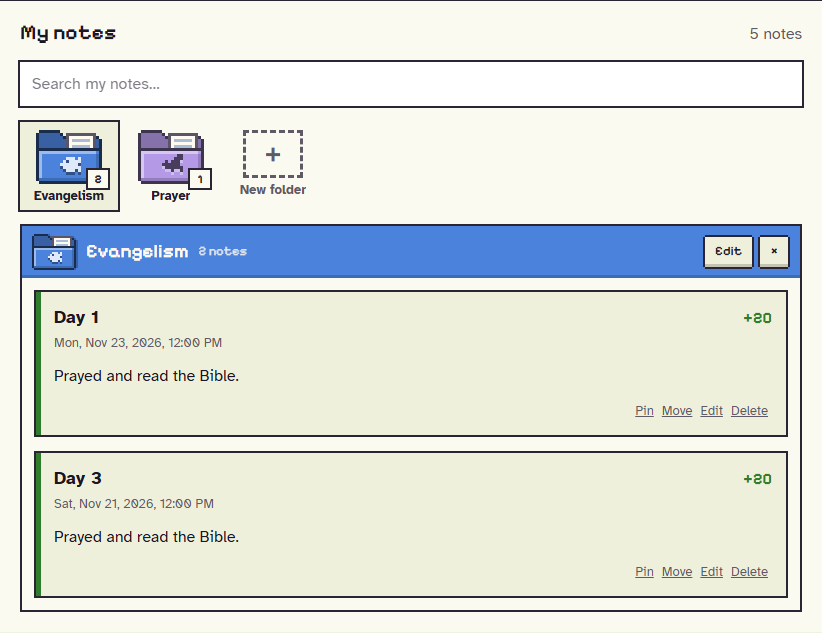 My notes
5 notes
Search my notes...
2
1
+
Evangelism
Prayer
New folder
Evangelism 2 notes
Edit
×
Day 1
+20
Mon, Nov 23, 2026, 12:00 PM
Prayed and read the Bible.
Pin Move Edit Delete
Day 3
+20
Sat, Nov 21, 2026, 12:00 PM
Prayed and read the Bible.
Pin Move Edit Delete